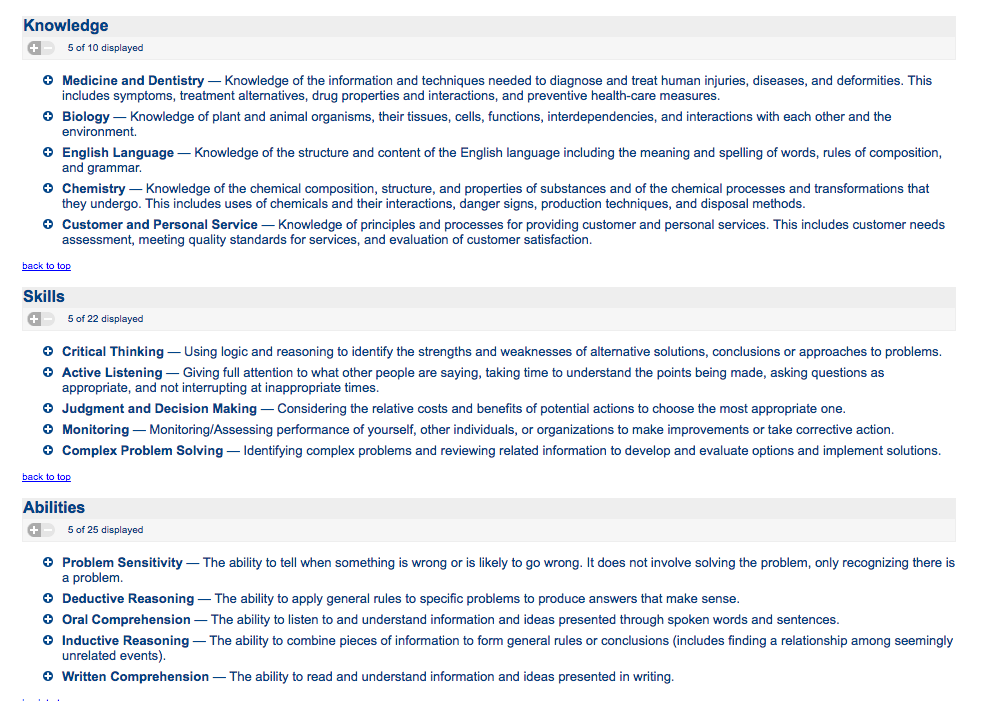 Knowledge
5 of 10 displayed
Medicine and Dentistry — Knowledge of the information and techniques needed to diagnose and treat human injuries, diseases, and deformities. This
includes symptoms, treatment alternatives, drug properties and interactions, and preventive health-care measures.
Biology — Knowledge of plant and animal organisms, their tissues, cells, functions, interdependencies, and interactions with each other and the
environment.
English Language — Knowledge of the structure and content of the English language including the meaning and spelling of words, rules of composition,
and grammar.
Chemistry — Knowledge of the chemical composition, structure, and properties of substances and of the chemical processes and transformations that
they undergo. This includes uses of chemicals and their interactions, danger signs, production techniques, and disposal methods.
Customer and Personal Service — Knowledge of principles and processes for providing customer and personal services. This includes customer needs
assessment, meeting quality standards for services, and evaluation of customer satisfaction.
back to top
Skills
5 of 22 displayed
Critical Thinking — Using logic and reasoning to identify the strengths and weaknesses of alternative solutions, conclusions or approaches to problems.
Active Listening — Giving full attention to what other people are saying, taking time to understand the points being made, asking questions as
appropriate, and not interrupting at inappropriate times.
Judgment and Decision Making — Considering the relative costs and benefits of potential actions to choose the most appropriate one.
Monitoring — Monitoring/Assessing performance of yourself, other individuals, or organizations to make improvements or take corrective action.
Complex Problem Solving — Identifying complex problems and reviewing related information to develop and evaluate options and implement solutions.
back to top
Abilities
5 of 25 displayed
Problem Sensitivity — The ability to tell when something is wrong or is likely to go wrong. It does not involve solving the problem, only recognizing there is
a problem.
Deductive Reasoning — The ability to apply general rules to specific problems to produce answers that make sense.
Oral Comprehension — The ability to listen to and understand information and ideas presented through spoken words and sentences.
Inductive Reasoning — The ability to combine pieces of information to form general rules or conclusions (includes finding a relationship among seemingly
unrelated events).
Written Comprehension — The ability to read and understand information and ideas presented in writing.